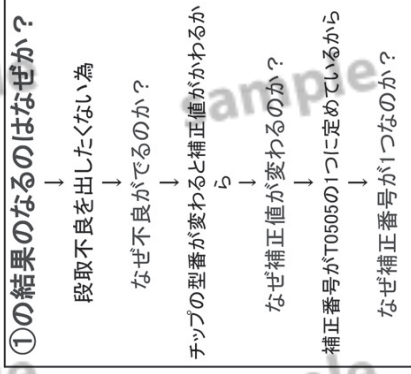 ①の結果のなるのはなぜか？
↓
段取不良を出したくない為
↓
なぜ不良がでるのか？
↓
チップの型番が変わると補正値がかわるか
ら
↓
なぜ補正値が変わるのか？
↓
補正番号がT0505の1つに定めているから
↓
なぜ補正番号が1つなのか？
sample